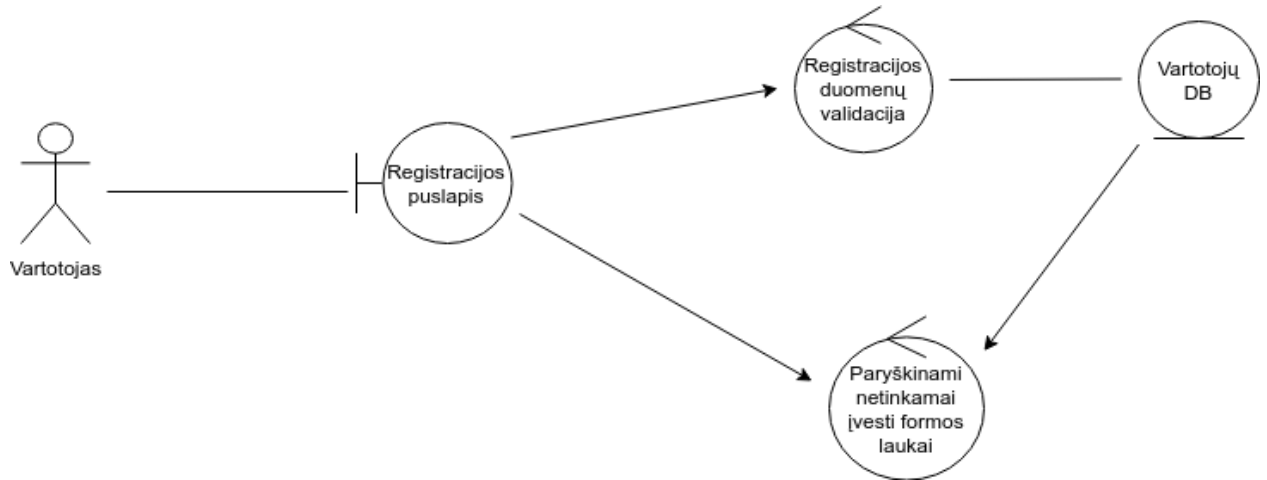 Vartotojas
Registracijos
puslapis
Registracijos
duomenų
validacija
Vartotojų
DB
Paryškinami
netinkamai
įvesti formos
laukai